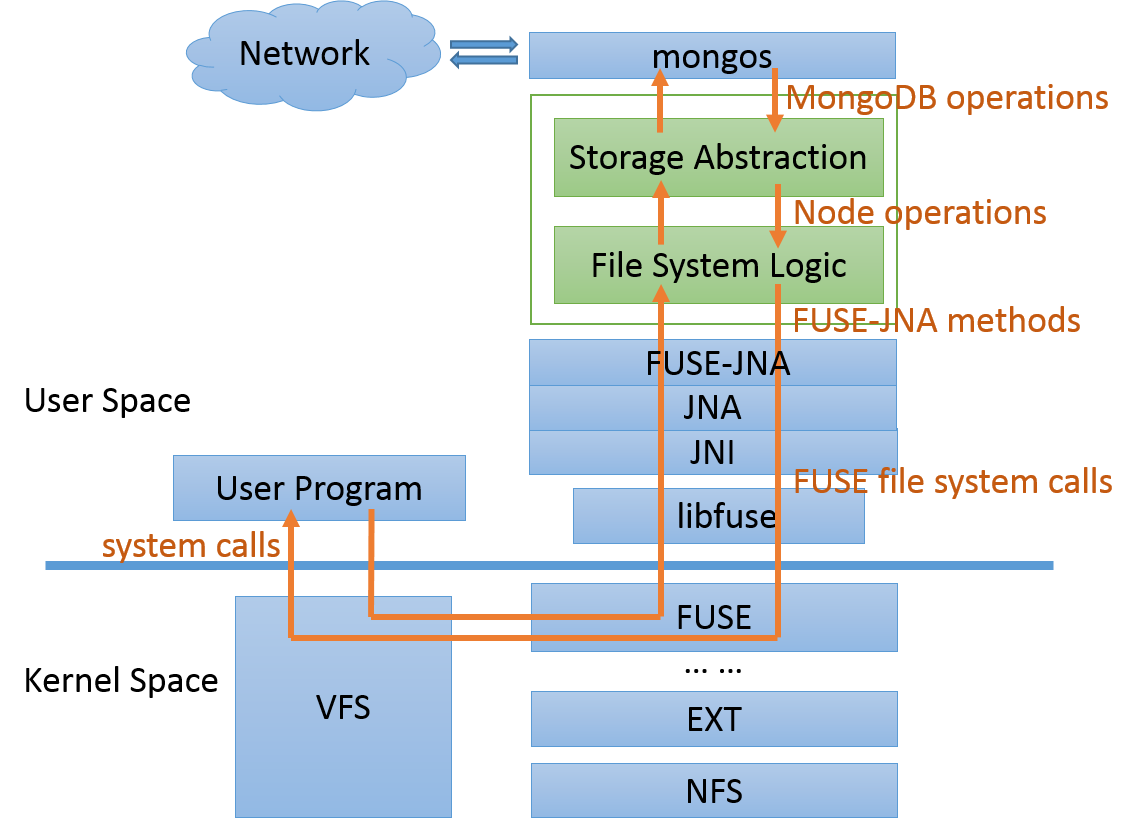 Network
mongos
MongoDB operations
Storage Abstraction
Node operations
File System Logic
FUSE-JNA methods
FUSE-JNA
User Space
JNA
JNI
User Program
FUSE file system calls
libfuse
system calls
FUSE
... ...
Kernel Space
VFS
EXT
NFS